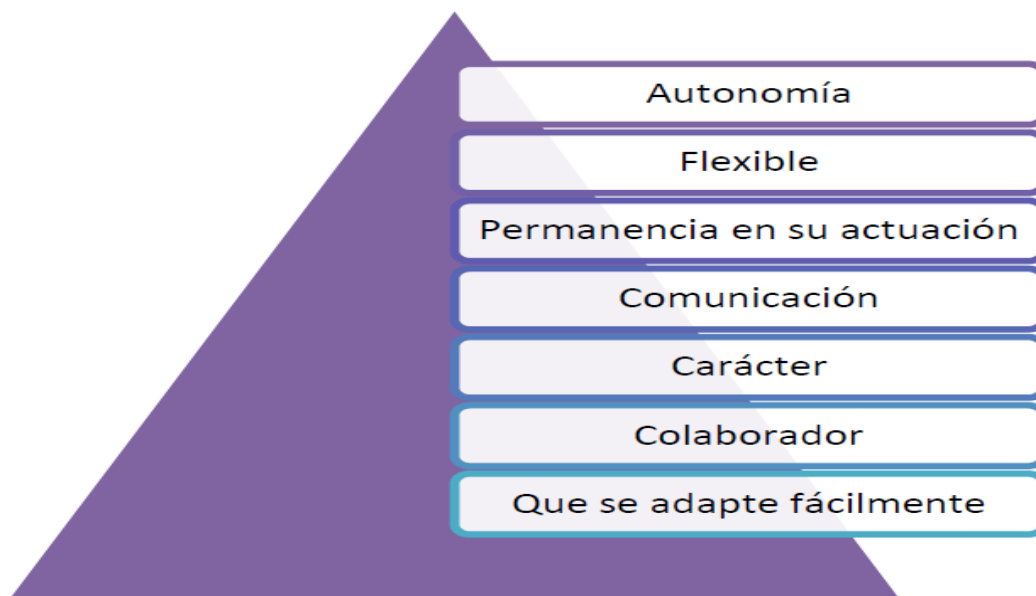 Autonomía
Flexible
Permanencia en su actuación
Comunicación
Carácter
Colaborador
Que se adapte fácilmente